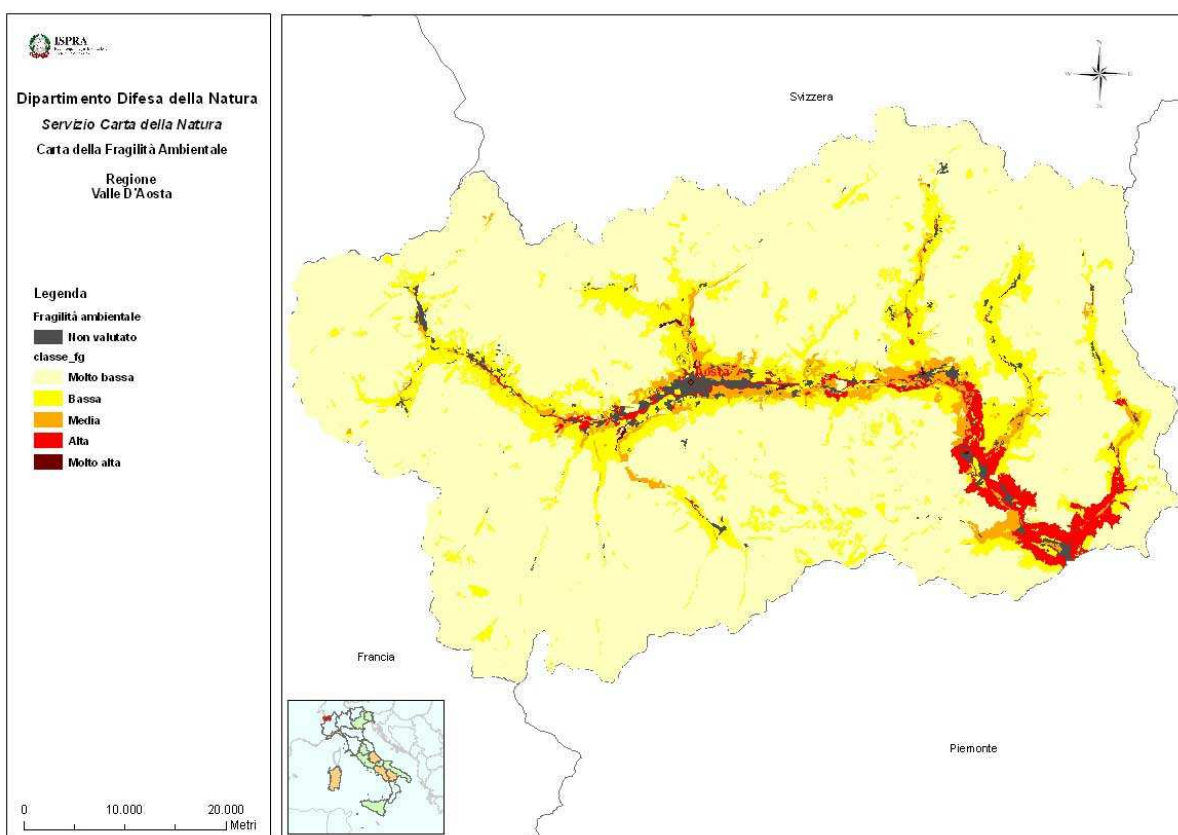 ISPRA
Dipartimento Difesa della Natura
Servizio Carta della Natura
Carta della Fragilità Ambientale
Regione
Valle D'Aosta
Legenda
Fragilità ambientale
Non valutato
classe_fg
Molto bassa
Bassa
Media
Alta
Molto alta
0 10.000 20.000
Metri
Svizzera
N
W E
Aosta
Francia
Piemonte